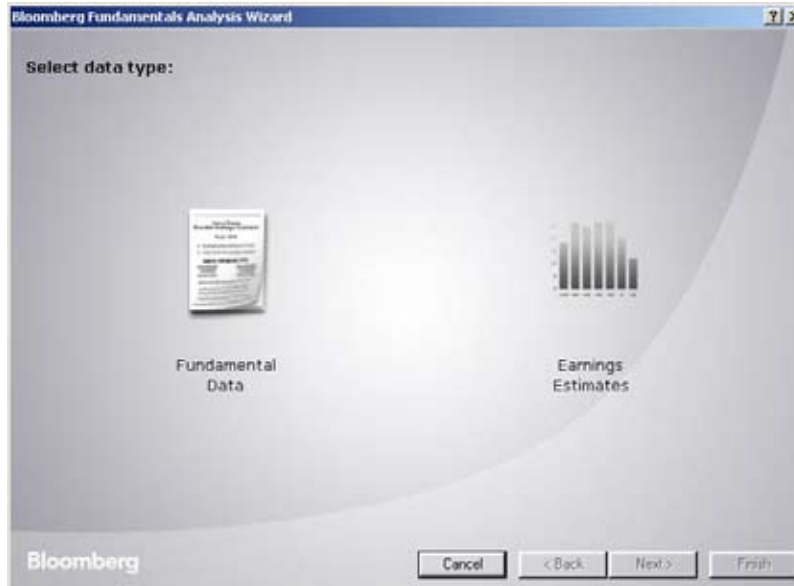 Bloomberg Fundamentals Analysis Wizard
Select data type:
Fundamental
Data
Earnings
Estimates
Bloomberg
Cancel
< Back
Next >
Finish